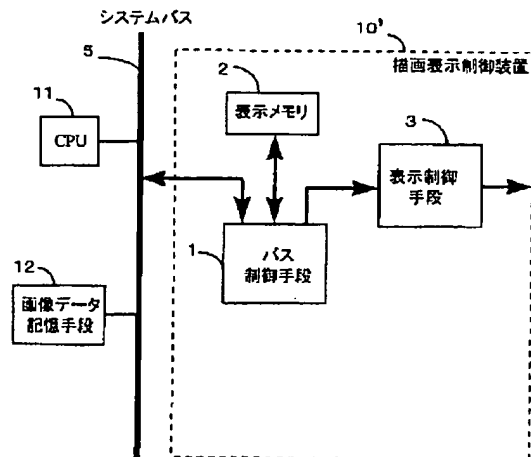 システムバス
5
10'
描画表示制御装置
11
CPU
2
表示メモリ
3
表示制御
手段
1
バス
制御手段
12
画像データ
記憶手段